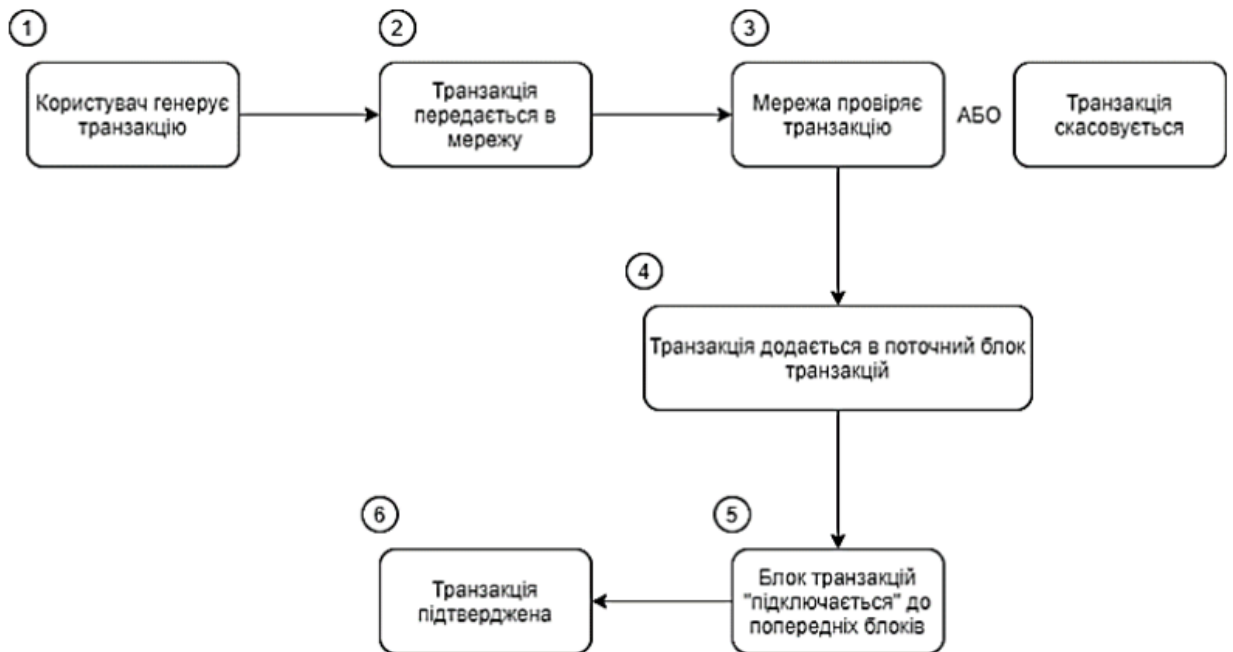 1
2
3
Користувач генерує
транзакцію
Транзакція
передається в
мережу
Мережа провіряє
транзакцію
АБО
Транзакція
скасовується
4
Транзакція додається в поточний блок
транзакцій
6
5
Транзакція
підтверджена
Блок транзакцій
"підключається" до
попередніх блоків